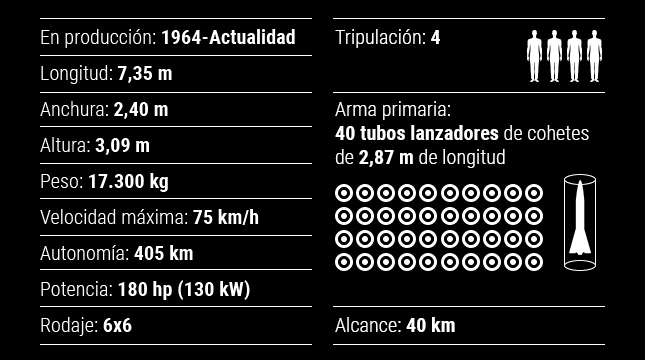 En producción: 1964-Actualidad
Longitud: 7,35 m
Anchura: 2,40 m
Altura: 3,09 m
Peso: 17.300 kg
Velocidad máxima: 75 km/h
Autonomía: 405 km
Potencia: 180 hp (130 kW)
Rodaje: 6x6
Tripulación: 4
Arma primaria:
40 tubos lanzadores de cohetes
de 2,87 m de longitud
Alcance: 40 km